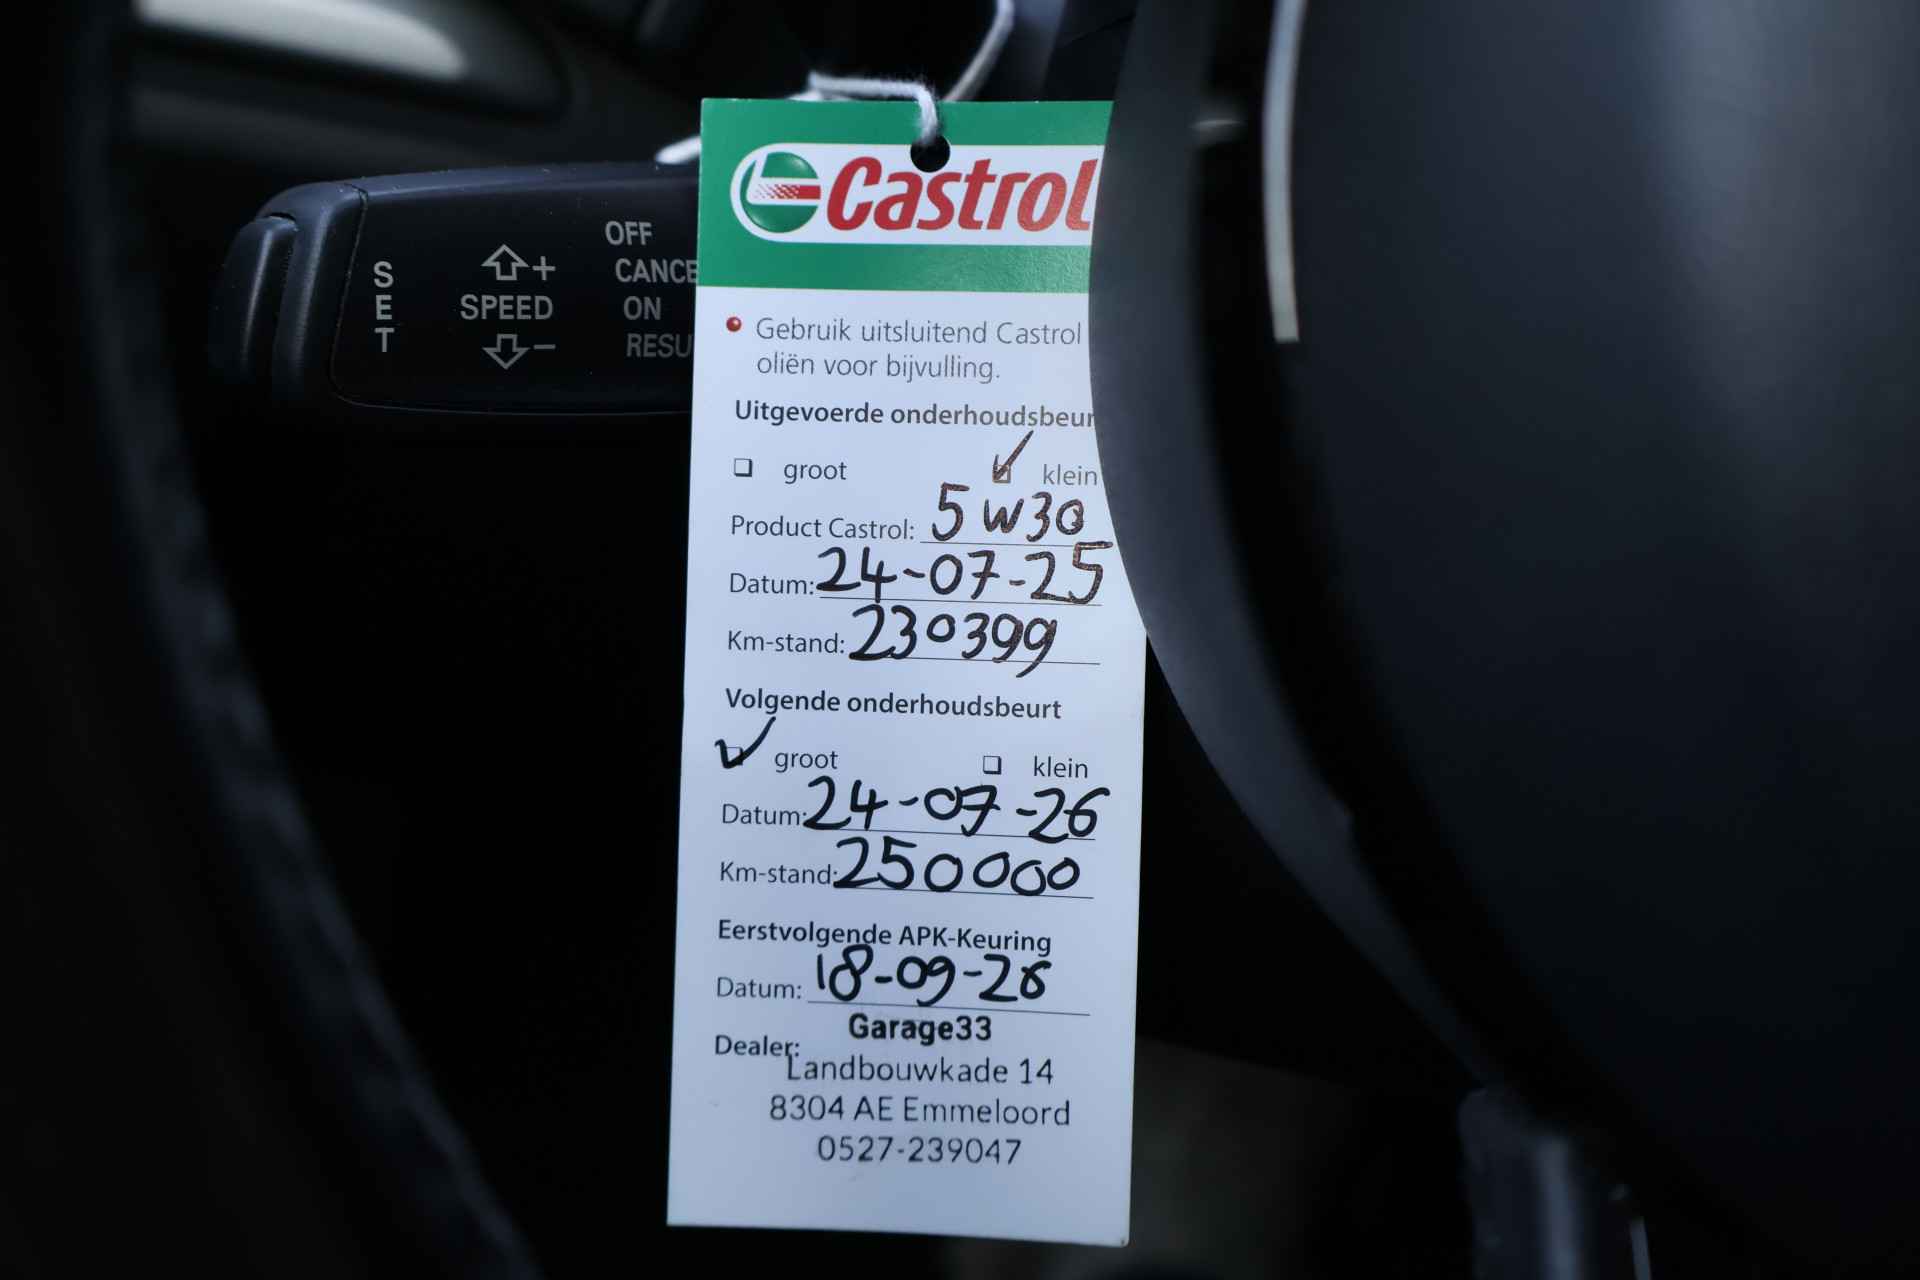 OFF
CANCE
ON
RESU
SET
+
SPEED
-
Castrol
Gebruik uitsluitend Castrol
oliën voor bijvulling.
Uitgevoerde onderhoudsbeur
groot klein
Product Castrol: 5W30
Datum: 24-07-25
Km-stand: 230399
Volgende onderhoudsbeurt
groot klein
Datum: 24-07-26
Km-stand: 250000
Eerstvolgende APK-Keuring
Datum: 18-09-26
Garage33
Dealer:
Landbouwkade 14
8304 AE Emmeloord
0527-239047